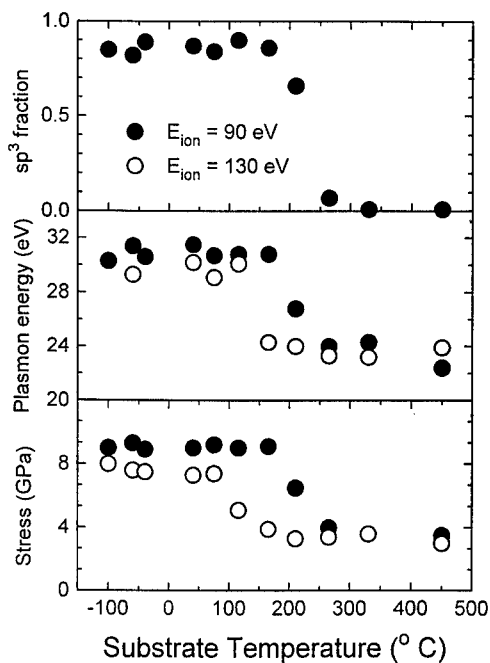 1.0
0.5
0.0
sp³ fraction
E_ion = 90 eV
E_ion = 130 eV
32
28
24
20
Plasmon energy (eV)
8
4
0
Stress (GPa)
-100 0 100 200 300 400 500
Substrate Temperature (° C)